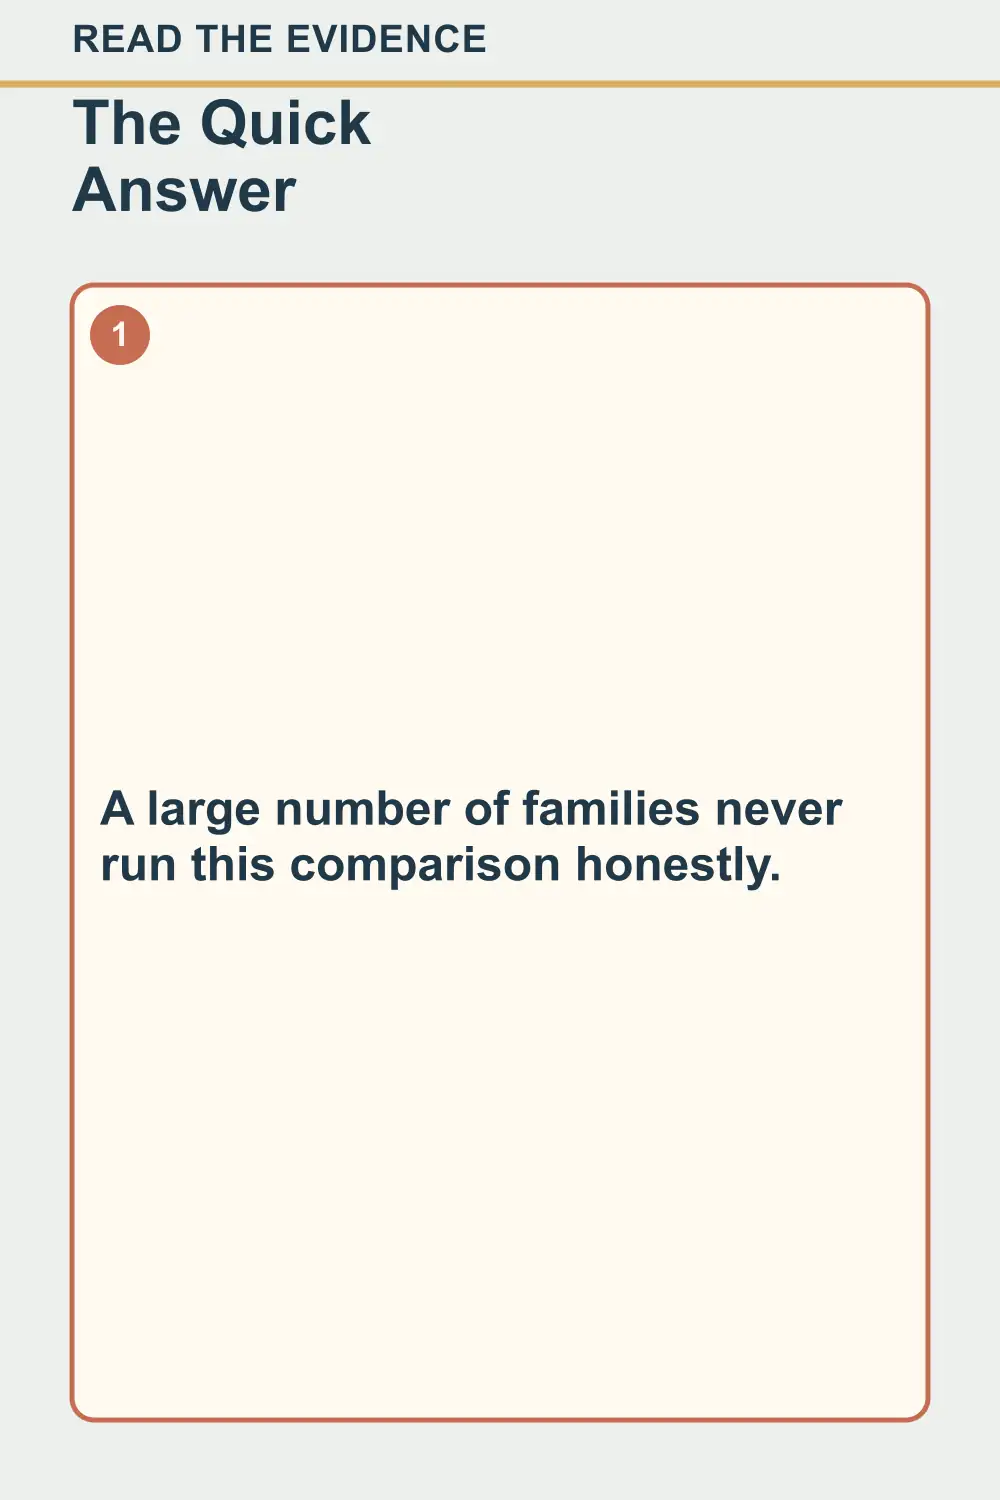 READ THE EVIDENCE
The Quick
Answer
1
A large number of families never
run this comparison honestly.